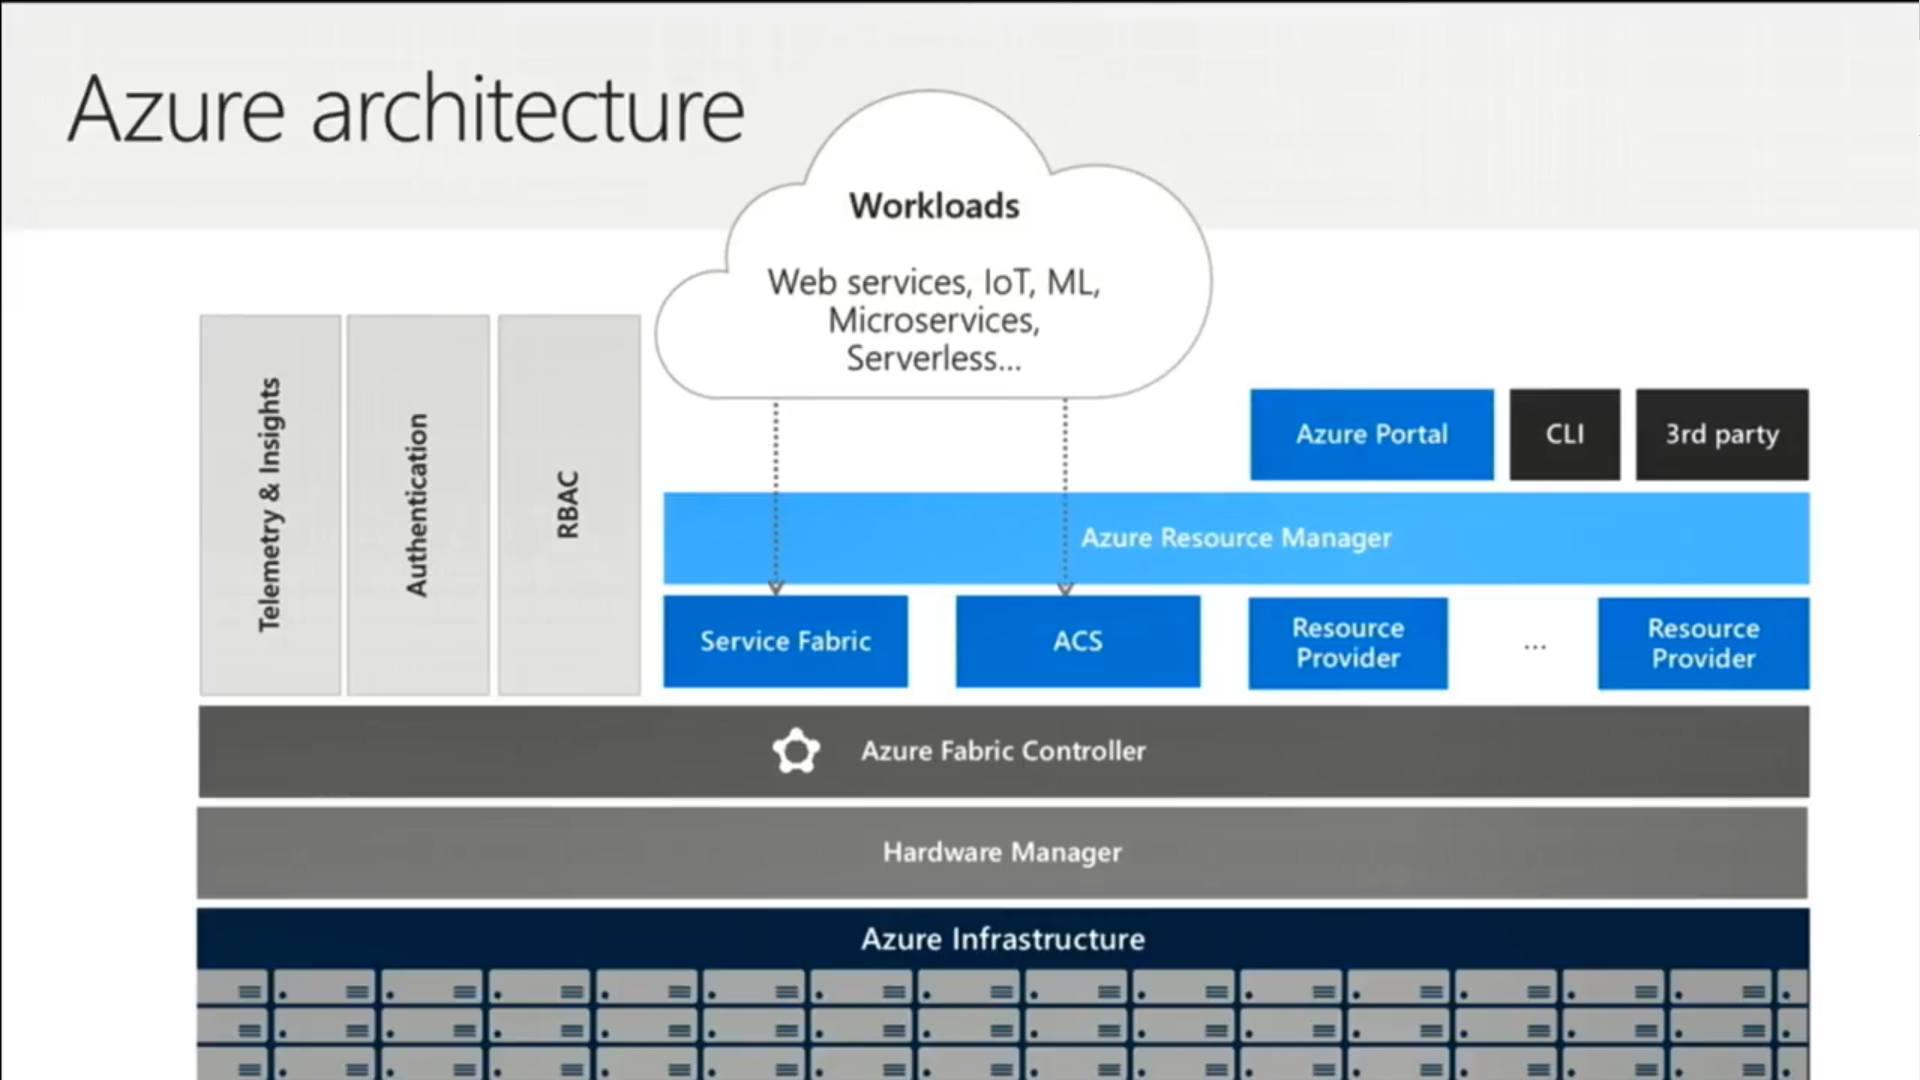 Azure architecture
Workloads
Web services, IoT, ML,
Microservices,
Serverless...
Telemetry & Insights
Authentication
RBAC
Azure Portal
CLI
3rd party
Azure Resource Manager
Service Fabric
ACS
Resource
Provider
...
Resource
Provider
Azure Fabric Controller
Hardware Manager
Azure Infrastructure